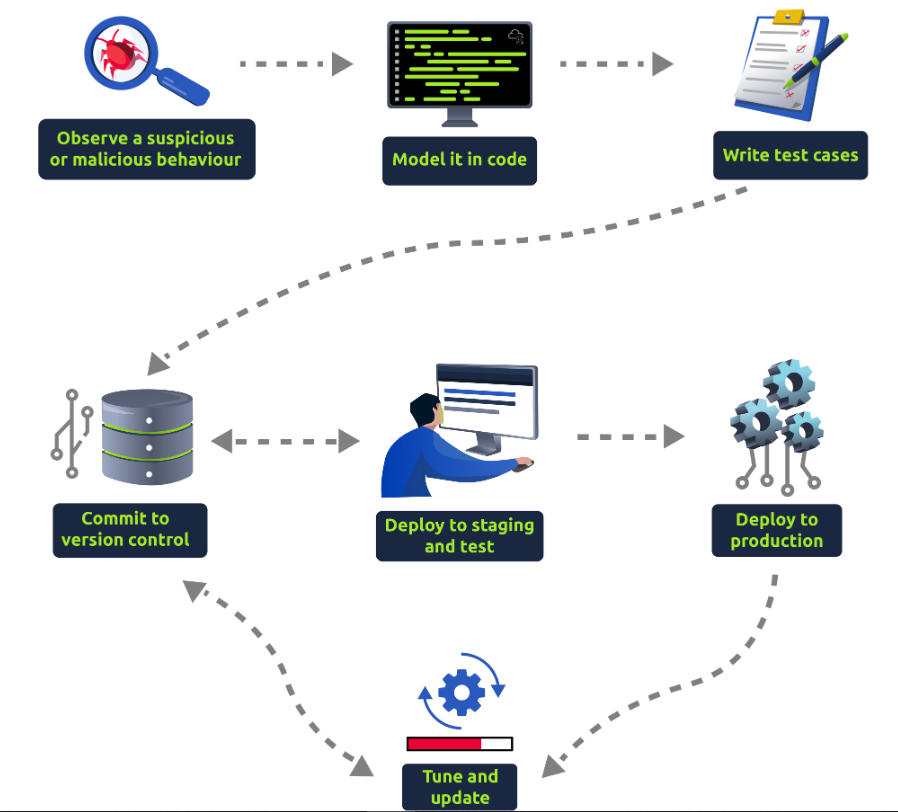 Observe a suspicious
or malicious behaviour
Model it in code
Write test cases
Commit to
version control
Deploy to staging
and test
Deploy to
production
Tune and
update